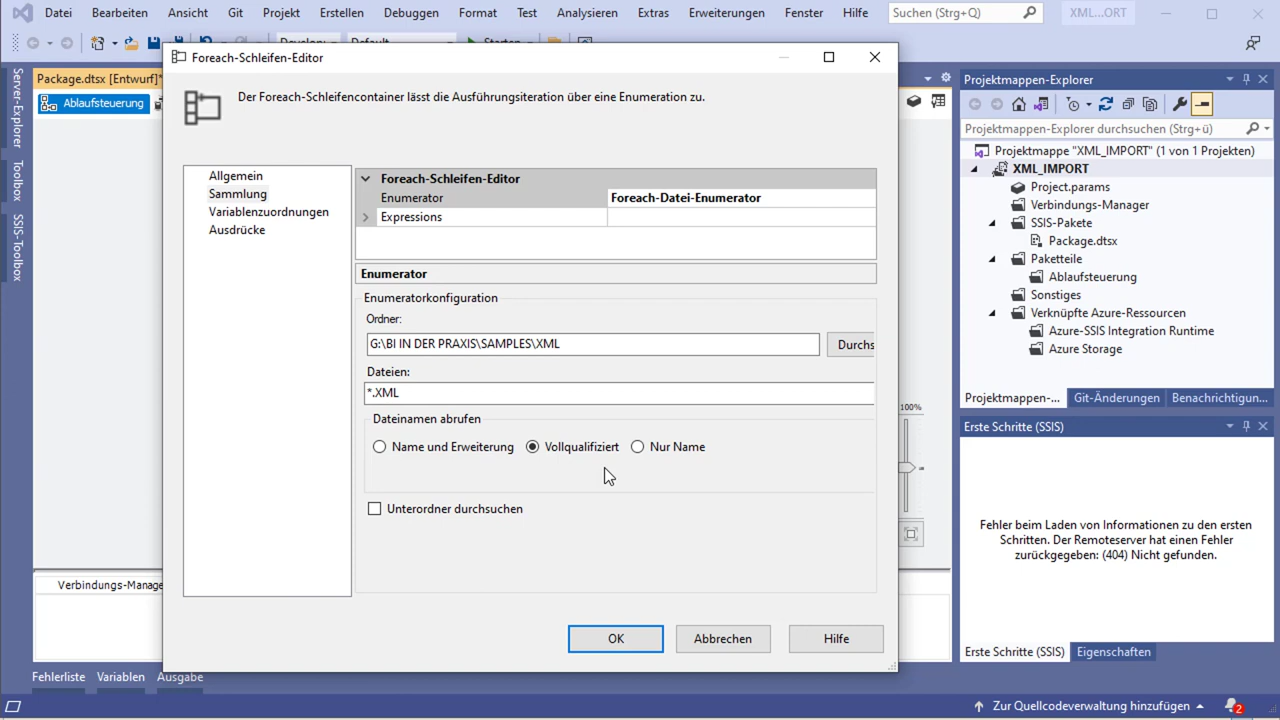 Datei Bearbeiten Ansicht Git Projekt Erstellen Debuggen Format Test Analysieren Extras Erweiterungen Fenster Hilfe Suchen (Strg+Q) XML...ORT
Foreach-Schleifen-Editor
Package.dtsx [Entwurf]*
Ablaufsteuerung
Server-Explorer
Toolbox
SSIS-Toolbox
Der Foreach-Schleifencontainer lässt die Ausführungsiteration über eine Enumeration zu.
Allgemein
Sammlung
Variablenzuordnungen
Ausdrücke
Foreach-Schleifen-Editor
Enumerator Foreach-Datei-Enumerator
Expressions
Enumerator
Enumeratorkonfiguration
Ordner:
G:\BI IN DER PRAXIS\SAMPLES\XML Durchs
Dateien:
*.XML
Dateinamen abrufen
Name und Erweiterung Vollqualifiziert Nur Name
Unterordner durchsuchen
OK Abbrechen Hilfe
100%
Verbindungs-Manage
Projektmappen-Explorer
Projektmappen-Explorer durchsuchen (Strg+ü)
Projektmappe "XML_IMPORT" (1 von 1 Projekten)
XML_IMPORT
Project.params
Verbindungs-Manager
SSIS-Pakete
Package.dtsx
Paketteile
Ablaufsteuerung
Sonstiges
Verknüpfte Azure-Ressourcen
Azure-SSIS Integration Runtime
Azure Storage
Projektmappen-... Git-Änderungen Benachrichtigun...
Erste Schritte (SSIS)
Fehler beim Laden von Informationen zu den ersten
Schritten. Der Remoteserver hat einen Fehler
zurückgegeben: (404) Nicht gefunden.
Erste Schritte (SSIS) Eigenschaften
Fehlerliste Variablen Ausgabe
Zur Quellcodeverwaltung hinzufügen 2